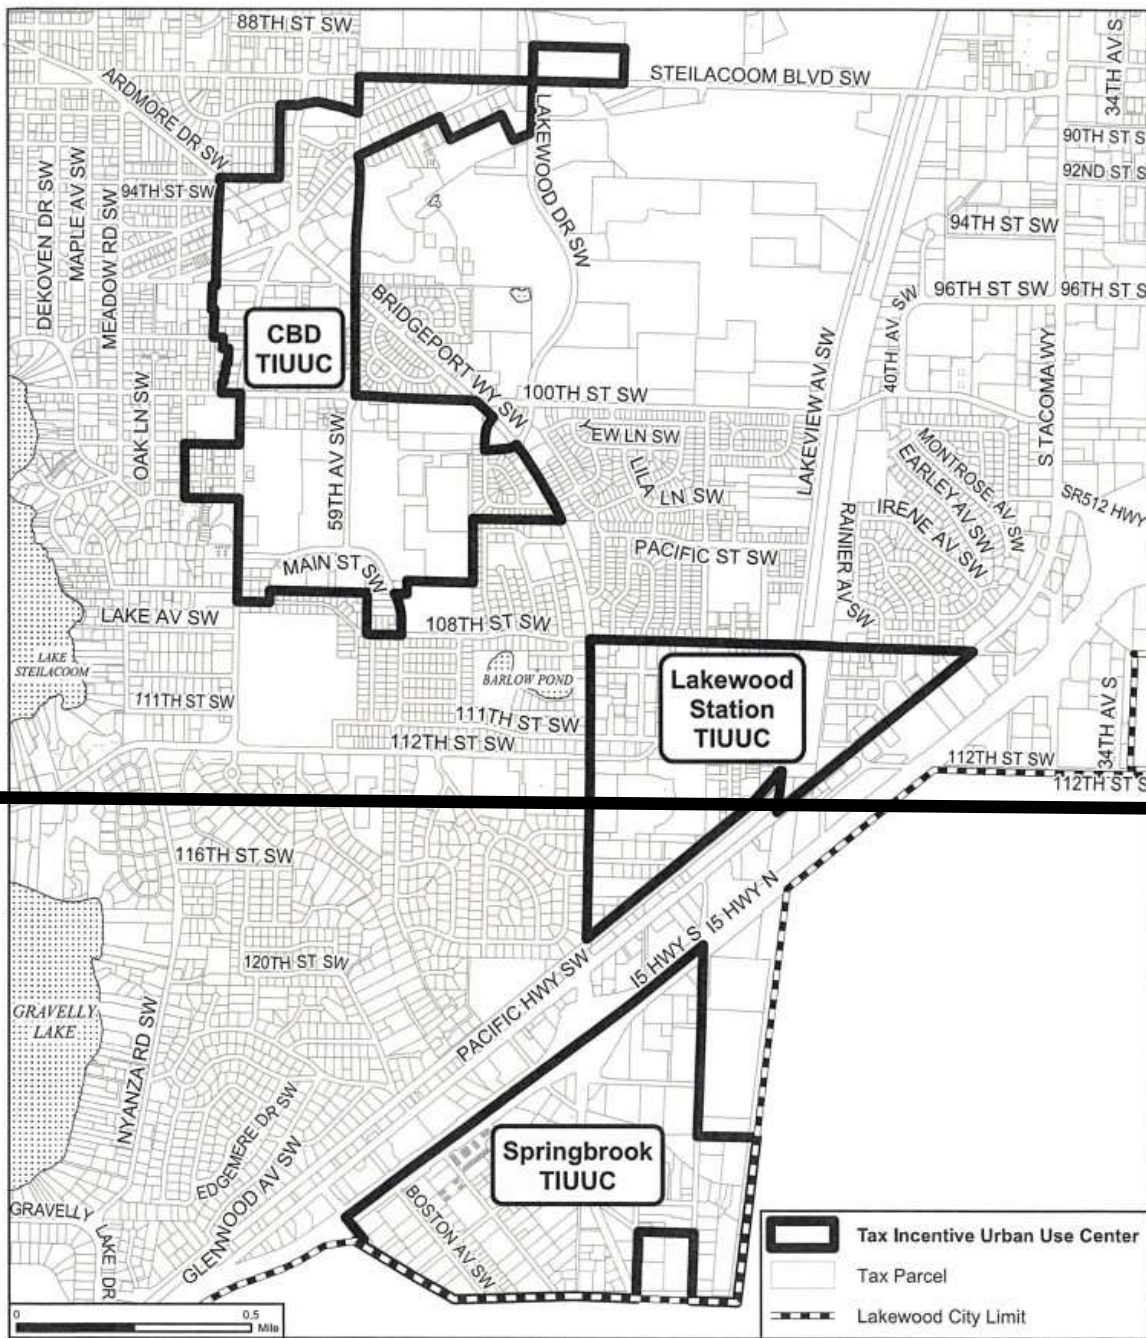 88TH ST SW
34TH AV S
STEILACOOM BLVD SW
ARDMORE DR SW
LAKEWOOD DR SW
90TH ST S
92ND ST S
DEKOVEN DR SW
MAPLE AV SW
MEADOW RD SW
94TH ST SW
94TH ST SW
96TH ST SW
96TH ST S
BRIDGEPORT WY SW
CBD
TIUUC
40TH AV SW
LAKEVIEW AV SW
S TACOMA WY
100TH ST SW
OAK LN SW
59TH AV SW
YEW LN SW
LILA LN SW
MONTROSE AV SW
EARLEY AV SW
IRENE AV SW
SR512 HWY
RAINIER AV SW
PACIFIC ST SW
MAIN ST SW
LAKE AV SW
108TH ST SW
LAKE
STEILACOOM
BARLOW POND
Lakewood
Station
TIUUC
111TH ST SW
111TH ST SW
112TH ST SW
34TH AV S
112TH ST SW
112TH ST S
116TH ST SW
I5 HWY N
I5 HWY S
120TH ST SW
PACIFIC HWY SW
GRAVELLY
LAKE
NYANZA RD SW
EDGEMERE DR SW
GLENWOOD AV SW
Springbrook
TIUUC
BOSTON AV SW
GRAVELLY LAKE DR
Tax Incentive Urban Use Center
Tax Parcel
Lakewood City Limit
0 0.5
Mile